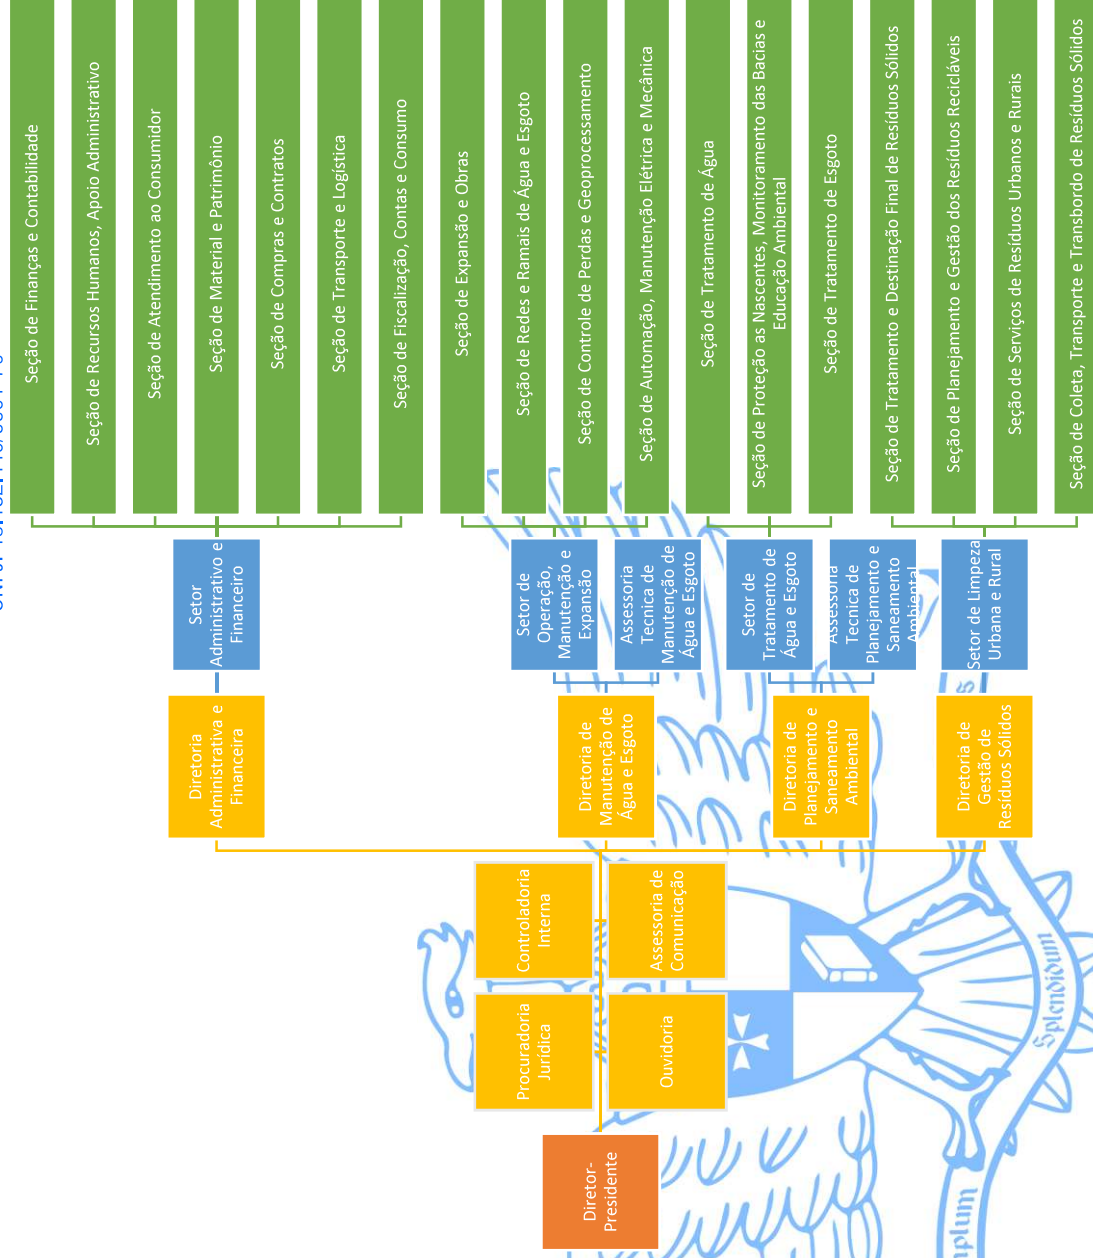 Diretor-
Presidente
Procuradoria
Jurídica
Controladoria
Interna
Ouvidoria
Assessoria de
Comunicação
Diretoria
Administrativa e
Financeira
Setor
Administrativo e
Financeiro
Seção de Finanças e Contabilidade
Seção de Recursos Humanos, Apoio Administrativo
Seção de Atendimento ao Consumidor
Seção de Material e Patrimônio
Seção de Compras e Contratos
Seção de Transporte e Logística
Seção de Fiscalização, Contas e Consumo
Diretoria de
Manutenção de
Água e Esgoto
Setor de
Operação,
Manutenção e
Expansão
Seção de Expansão e Obras
Seção de Redes e Ramais de Água e Esgoto
Seção de Controle de Perdas e Geoprocessamento
Seção de Automação, Manutenção Elétrica e Mecânica
Assessoria
Tecnica de
Manutenção de
Água e Esgoto
Diretoria de
Planejamento e
Saneamento
Ambiental
Setor de
Tratamento de
Água e Esgoto
Seção de Tratamento de Água
Seção de Proteção as Nascentes, Monitoramento das Bacias e
Educação Ambiental
Seção de Tratamento de Esgoto
Assessoria
Tecnica de
Planejamento e
Saneamento
Ambiental
Diretoria de
Gestão de
Resíduos Sólidos
Setor de Limpeza
Urbana e Rural
Seção de Tratamento e Destinação Final de Resíduos Sólidos
Seção de Planejamento e Gestão dos Resíduos Recicláveis
Seção de Serviços de Resíduos Urbanos e Rurais
Seção de Coleta, Transporte e Transbordo de Resíduos Sólidos
Splendidum